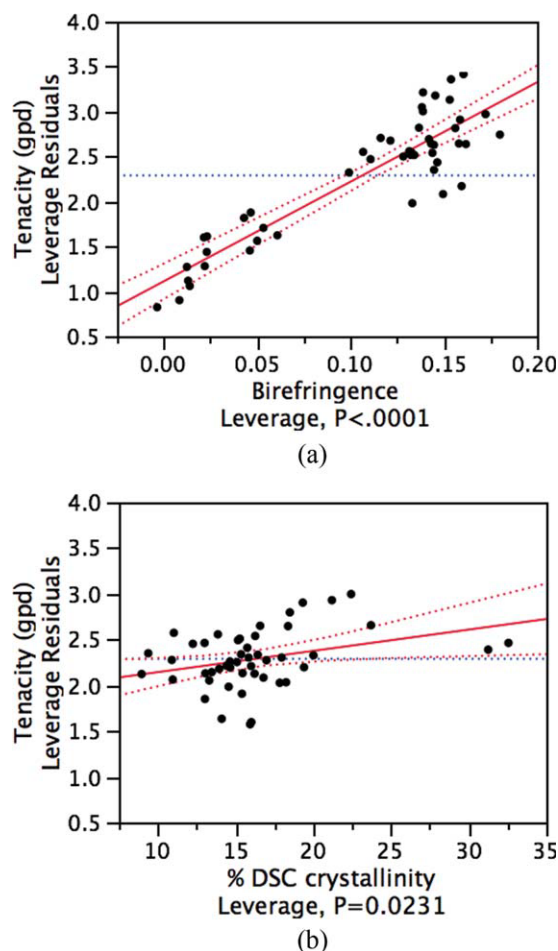 4.0
3.5
3.0
2.5
2.0
1.5
1.0
0.5
Tenacity (gpd)
Leverage Residuals
0.00 0.05 0.10 0.15 0.20
Birefringence
Leverage, P<.0001
(a)
4.0
3.5
3.0
2.5
2.0
1.5
1.0
0.5
Tenacity (gpd)
Leverage Residuals
10 15 20 25 30 35
% DSC crystallinity
Leverage, P=0.0231
(b)